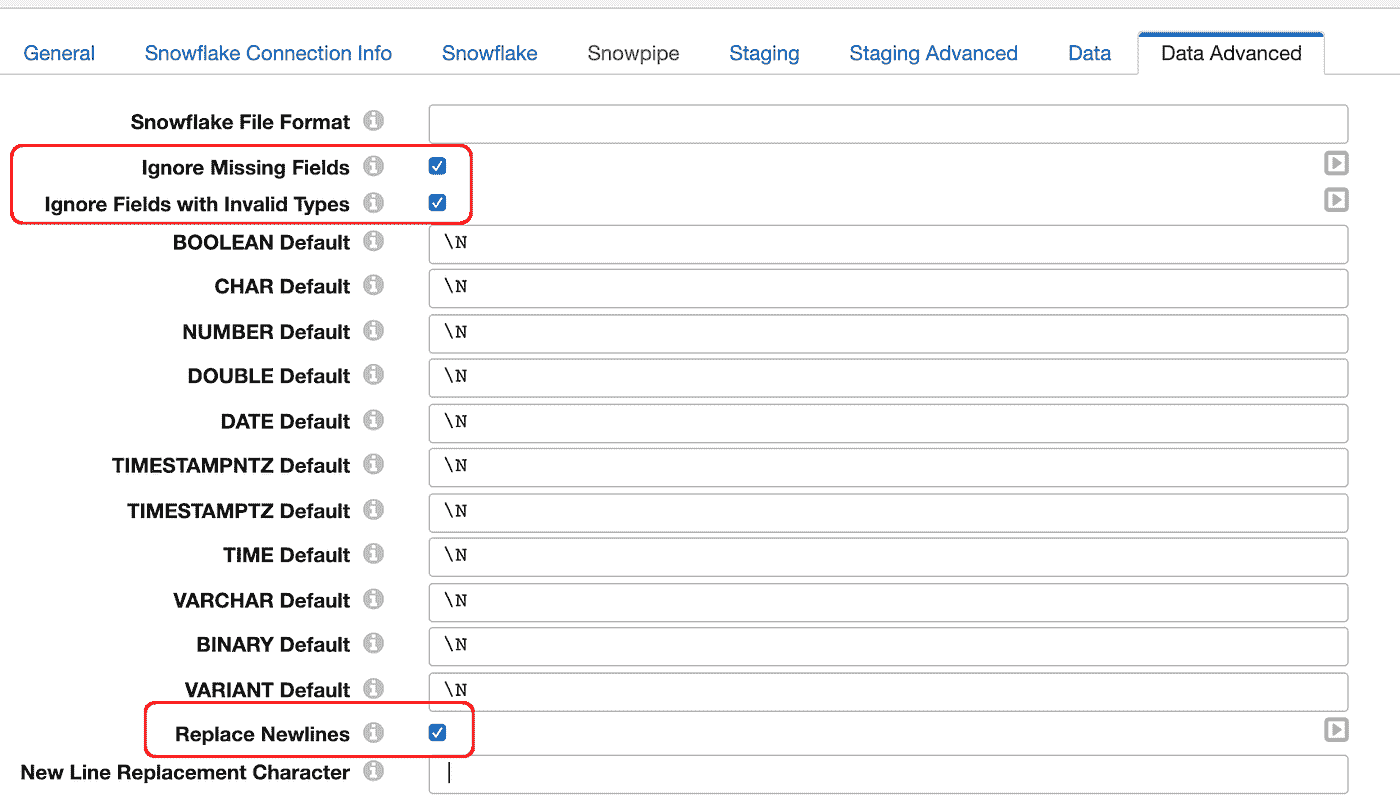 General Snowflake Connection Info Snowflake Snowpipe Staging Staging Advanced Data Data Advanced
Snowflake File Format
Ignore Missing Fields
Ignore Fields with Invalid Types
BOOLEAN Default \N
CHAR Default \N
NUMBER Default \N
DOUBLE Default \N
DATE Default \N
TIMESTAMPNTZ Default \N
TIMESTAMPTZ Default \N
TIME Default \N
VARCHAR Default \N
BINARY Default \N
VARIANT Default \N
Replace Newlines
New Line Replacement Character |